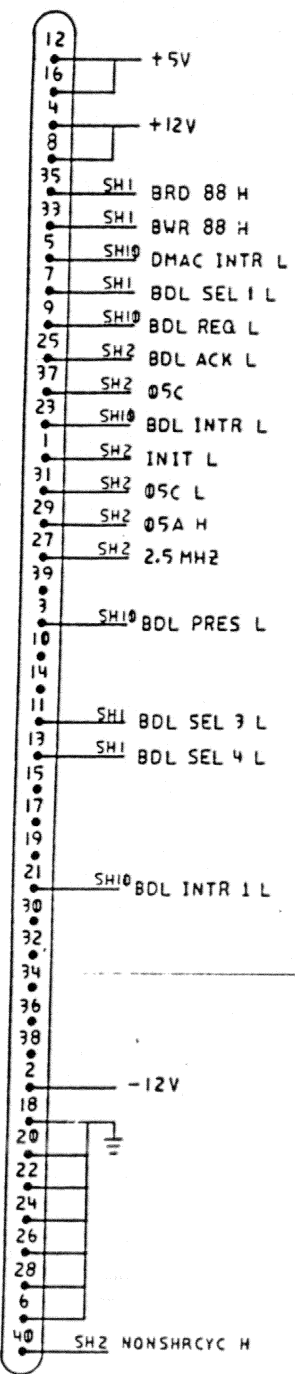 12
+5V
16
4
+12V
8
35 SH1 BRD 88 H
33 SH1 BWR 88 H
5 SH10 DMAC INTR L
7 SH1 BDL SEL 1 L
9 SH10 BDL REQ L
25 SH2 BDL ACK L
37 SH2 05C
23 SH10 BDL INTR L
1 SH2 INIT L
31 SH2 05C L
29 SH2 05A H
27 SH2 2.5 MHZ
39
3 SH10 BDL PRES L
10
14
11 SH1 BDL SEL 3 L
13 SH1 BDL SEL 4 L
15
17
19
21 SH10 BDL INTR 1 L
30
32
34
36
38
2 -12V
18
20
22
24
26
28
6
40 SH2 NONSHRCYC H